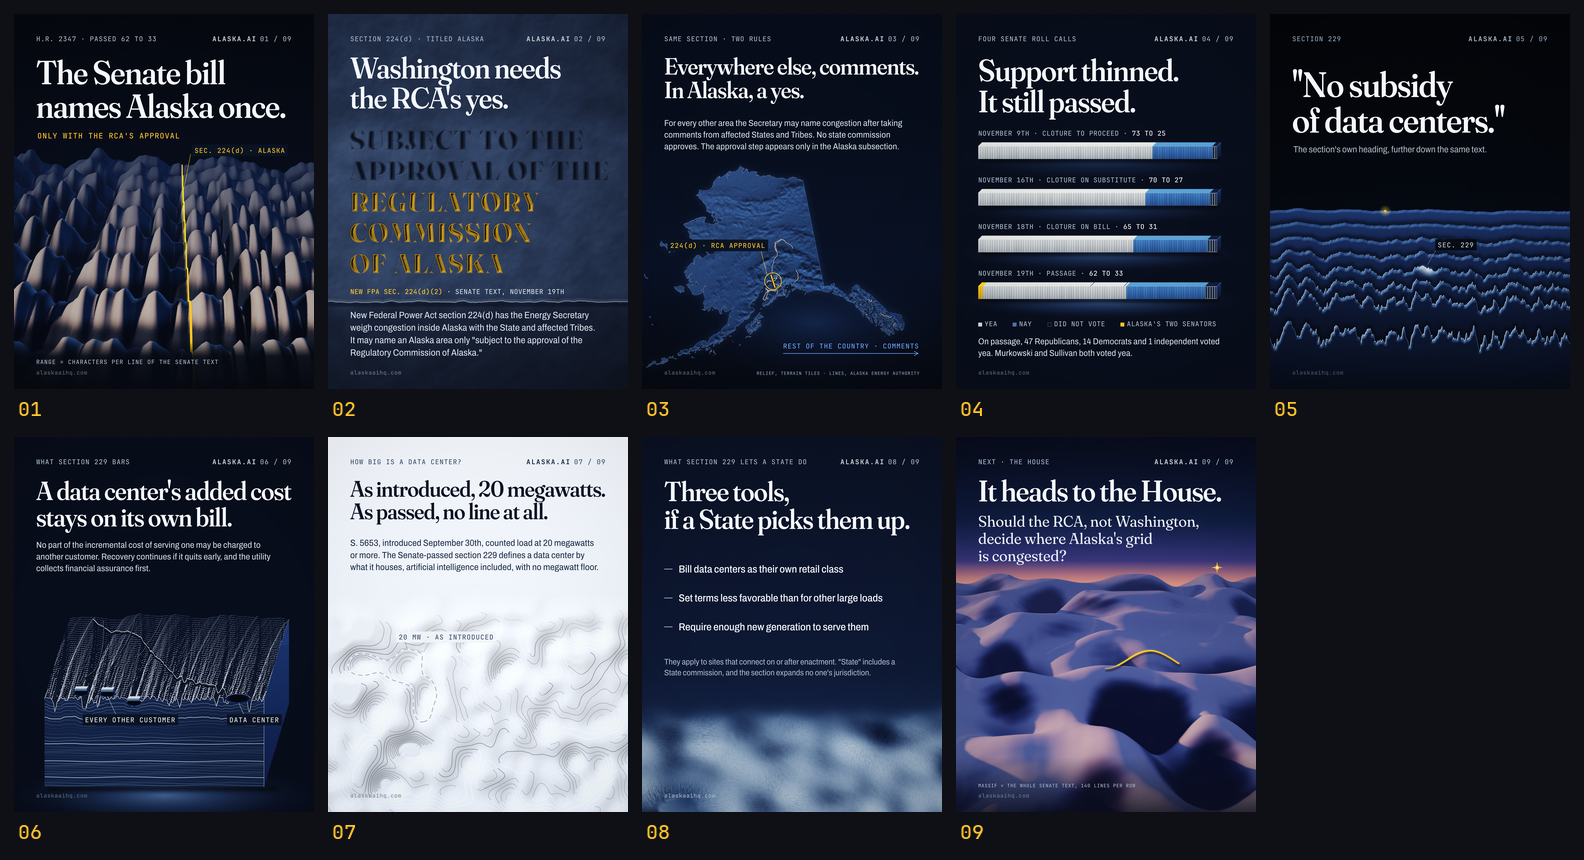 H.R. 2347 · PASSED 62 TO 33
ALASKA.AI 01 / 09
The Senate bill
names Alaska once.
ONLY WITH THE RCA'S APPROVAL
SEC. 224(d) · ALASKA
RANGE = CHARACTERS PER LINE OF THE SENATE TEXT
alaskaaihq.com
01
SECTION 224(d) · TITLED ALASKA
ALASKA.AI 02 / 09
Washington needs
the RCA's yes.
SUBJECT TO THE
APPROVAL OF THE
REGULATORY
COMMISSION
OF ALASKA
NEW FPA SEC. 224(d)(2) · SENATE TEXT, NOVEMBER 19TH
New Federal Power Act section 224(d) has the Energy Secretary
weigh congestion inside Alaska with the State and affected Tribes.
It may name an Alaska area only "subject to the approval of the
Regulatory Commission of Alaska."
alaskaaihq.com
02
SAME SECTION · TWO RULES
ALASKA.AI 03 / 09
Everywhere else, comments.
In Alaska, a yes.
For every other area the Secretary may name congestion after taking
comments from affected States and Tribes. No state commission
approves. The approval step appears only in the Alaska subsection.
224(d) · RCA APPROVAL
REST OF THE COUNTRY · COMMENTS
alaskaaihq.com
RELIEF, TERRAIN TILES · LINES, ALASKA ENERGY AUTHORITY
03
FOUR SENATE ROLL CALLS
ALASKA.AI 04 / 09
Support thinned.
It still passed.
NOVEMBER 9TH · CLOTURE TO PROCEED · 73 TO 25
NOVEMBER 16TH · CLOTURE ON SUBSTITUTE · 70 TO 27
NOVEMBER 18TH · CLOTURE ON BILL · 65 TO 31
NOVEMBER 19TH · PASSAGE · 62 TO 33
YEA
NAY
DID NOT VOTE
ALASKA'S TWO SENATORS
On passage, 47 Republicans, 14 Democrats and 1 independent voted
yea. Murkowski and Sullivan both voted yea.
alaskaaihq.com
04
SECTION 229
ALASKA.AI 05 / 09
"No subsidy
of data centers."
The section's own heading, further down the same text.
SEC. 229
alaskaaihq.com
05
WHAT SECTION 229 BARS
ALASKA.AI 06 / 09
A data center's added cost
stays on its own bill.
No part of the incremental cost of serving one may be charged to
another customer. Recovery continues if it quits early, and the utility
collects financial assurance first.
EVERY OTHER CUSTOMER
DATA CENTER
alaskaaihq.com
06
HOW BIG IS A DATA CENTER?
ALASKA.AI 07 / 09
As introduced, 20 megawatts.
As passed, no line at all.
S. 5653, introduced September 30th, counted load at 20 megawatts
or more. The Senate-passed section 229 defines a data center by
what it houses, artificial intelligence included, with no megawatt floor.
20 MW · AS INTRODUCED
alaskaaihq.com
07
WHAT SECTION 229 LETS A STATE DO
ALASKA.AI 08 / 09
Three tools,
if a State picks them up.
— Bill data centers as their own retail class
— Set terms less favorable than for other large loads
— Require enough new generation to serve them
They apply to sites that connect on or after enactment. "State" includes a
State commission, and the section expands no one's jurisdiction.
alaskaaihq.com
08
NEXT · THE HOUSE
ALASKA.AI 09 / 09
It heads to the House.
Should the RCA, not Washington,
decide where Alaska's grid
is congested?
MASSIF = THE WHOLE SENATE TEXT, 140 LINES PER ROW
alaskaaihq.com
09